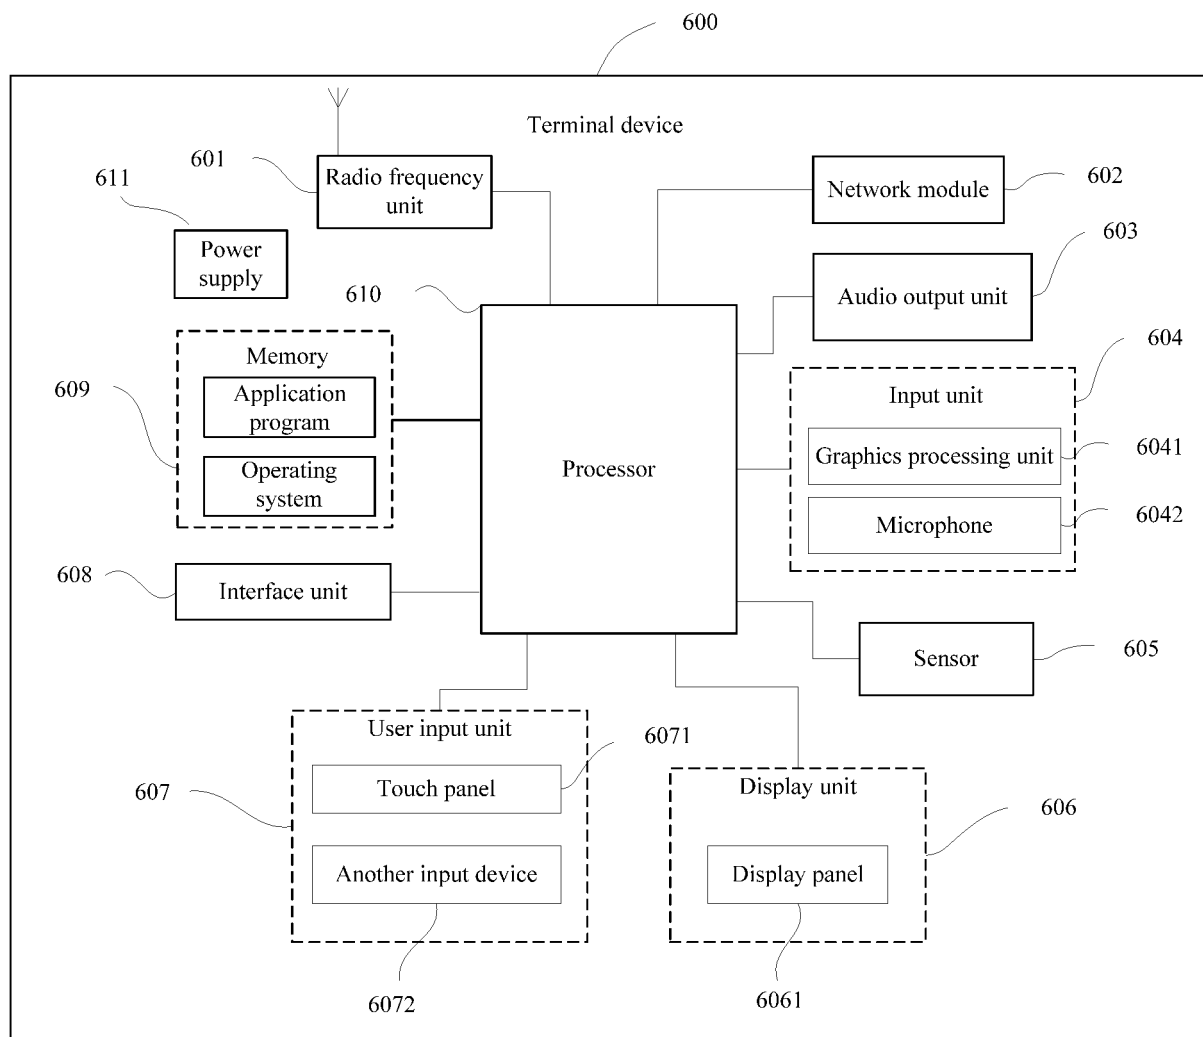 600
Terminal device
601
Radio frequency
unit
Network module
602
611
Power
supply
603
Audio output unit
610
Processor
609
Memory
Application
program
Operating
system
604
Input unit
Graphics processing unit
6041
Microphone
6042
608
Interface unit
Sensor
605
User input unit
6071
Touch panel
607
Another input device
6072
Display unit
606
Display panel
6061